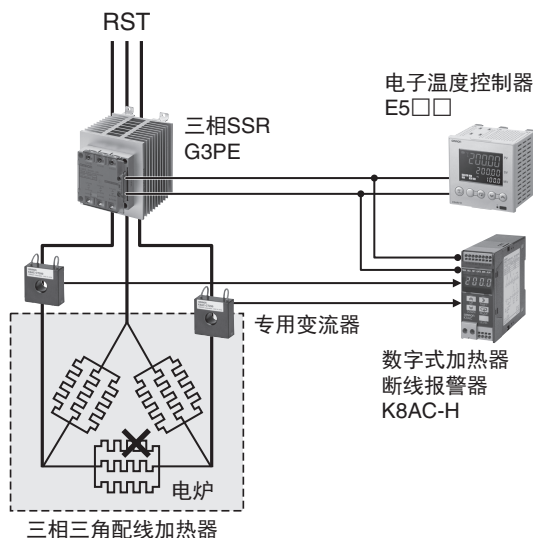 RST
三相SSR
G3PE
电子温度控制器
E5□□
专用变流器
数字式加热器
断线报警器
K8AC-H
电炉
三相三角配线加热器